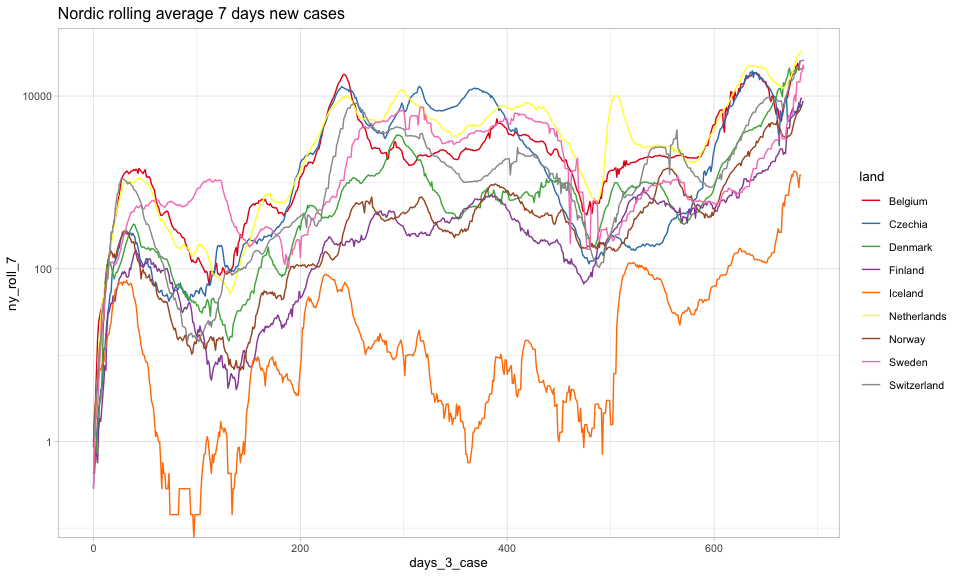 Nordic rolling average 7 days new cases
ny_roll_7
10000
100
1
0
200
400
600
days_3_case
land
Belgium
Czechia
Denmark
Finland
Iceland
Netherlands
Norway
Sweden
Switzerland